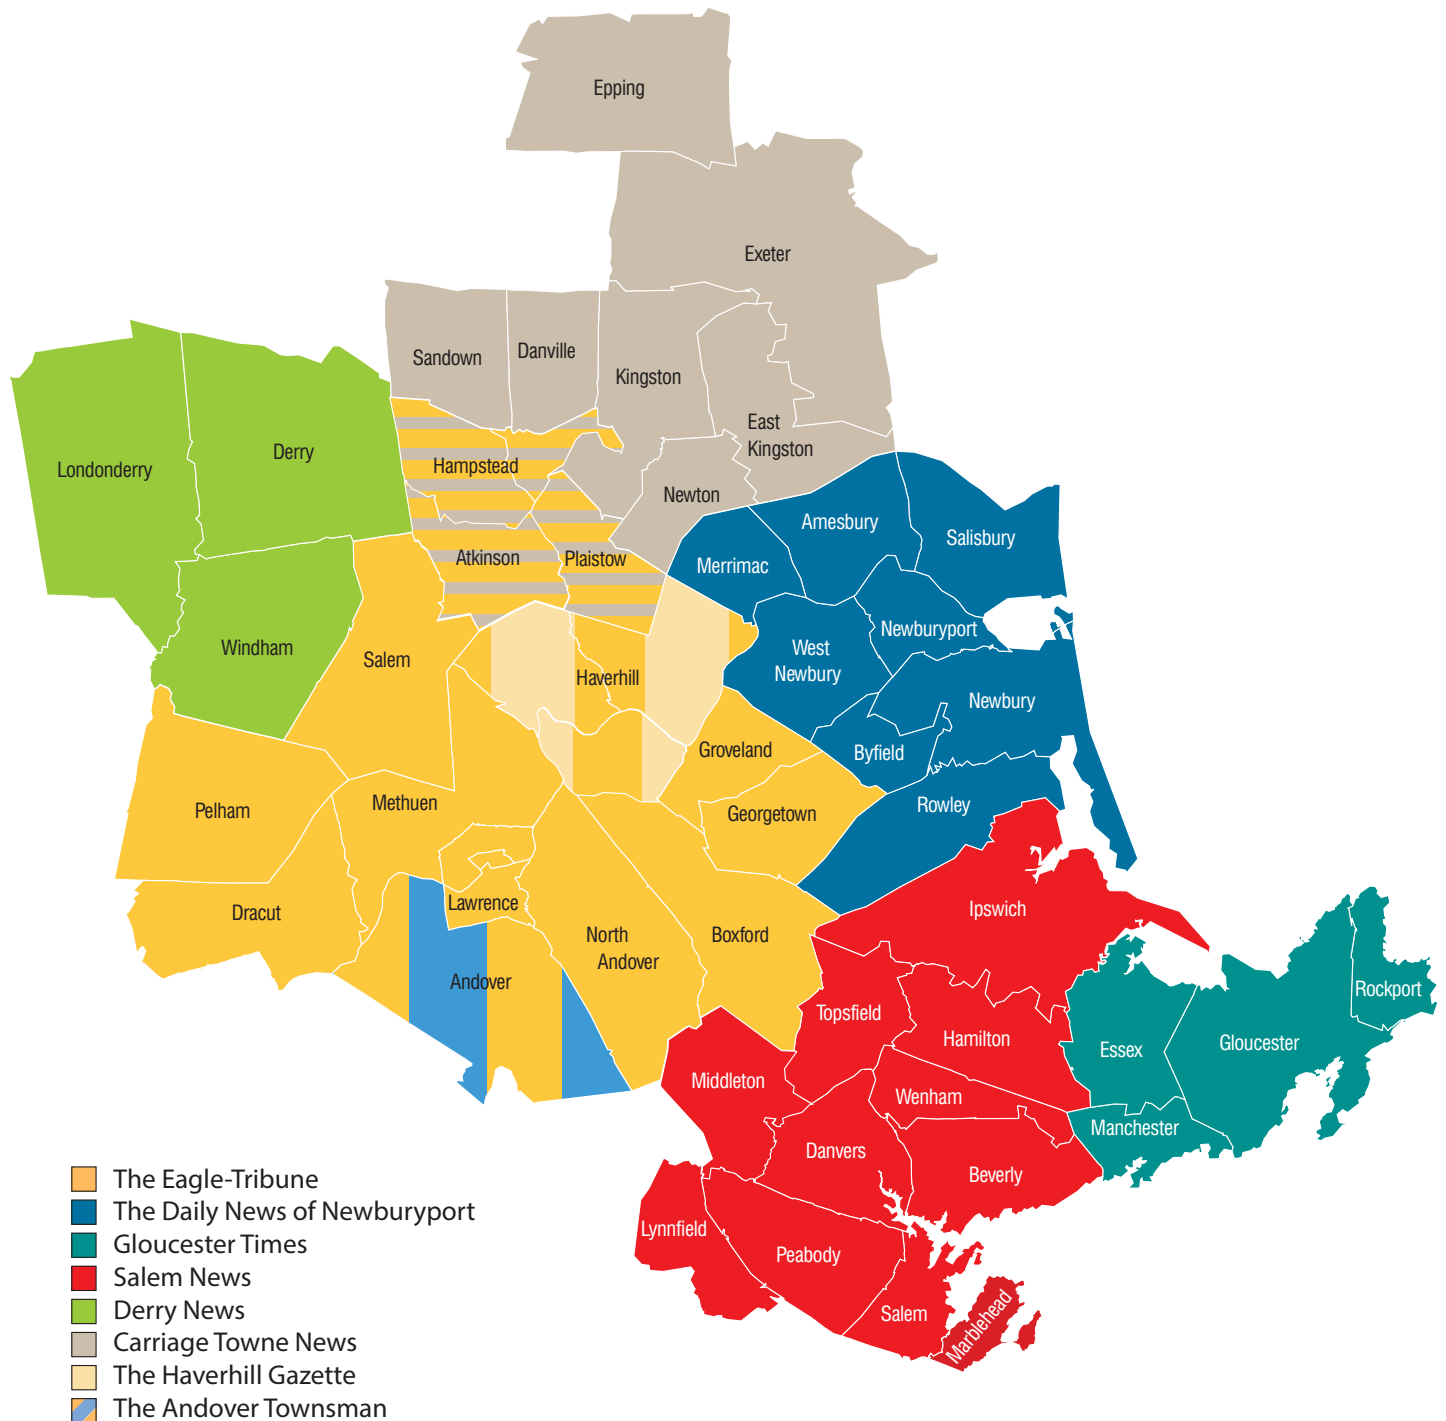 Epping
Exeter
Sandown
Danville
Kingston
East
Kingston
Londonderry
Derry
Hampstead
Newton
Amesbury
Salisbury
Atkinson
Plaistow
Merrimac
Windham
Salem
Haverhill
West
Newbury
Newburyport
Newbury
Groveland
Byfield
Pelham
Methuen
Georgetown
Rowley
Dracut
Lawrence
Ipswich
North
Andover
Boxford
Andover
Topsfield
Hamilton
Essex
Gloucester
Rockport
Middleton
Wenham
Manchester
Danvers
Beverly
Lynnfield
Peabody
Salem
Marblehead
The Eagle-Tribune
The Daily News of Newburyport
Gloucester Times
Salem News
Derry News
Carriage Towne News
The Haverhill Gazette
The Andover Townsman